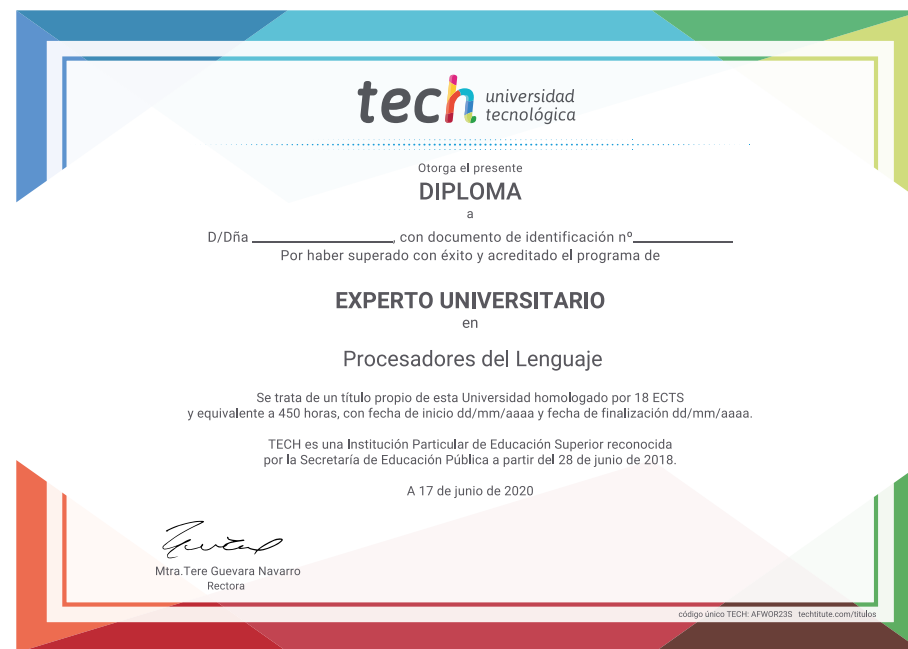 tech universidad
tecnológica
Otorga el presente
DIPLOMA
a
D/Dña ____________________, con documento de identificación nº______________
Por haber superado con éxito y acreditado el programa de
EXPERTO UNIVERSITARIO
en
Procesadores del Lenguaje
Se trata de un título propio de esta Universidad homologado por 18 ECTS
y equivalente a 450 horas, con fecha de inicio dd/mm/aaaa y fecha de finalización dd/mm/aaaa.
TECH es una Institución Particular de Educación Superior reconocida
por la Secretaría de Educación Pública a partir del 28 de junio de 2018.
A 17 de junio de 2020
Mtra.Tere Guevara Navarro
Rectora
código único TECH: AFWOR23S techtitute.com/titulos